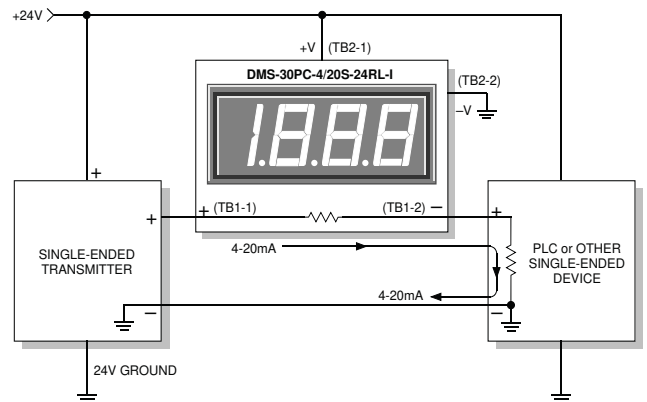 +24V
+V (TB2-1)
DMS-30PC-4/20S-24RL-I
(TB2-2)
–V
1.8.8.8
+
+
+ (TB1-1)
(TB1-2) –
+
SINGLE-ENDED
TRANSMITTER
4-20mA
PLC or OTHER
SINGLE-ENDED
DEVICE
4-20mA
–
–
24V GROUND